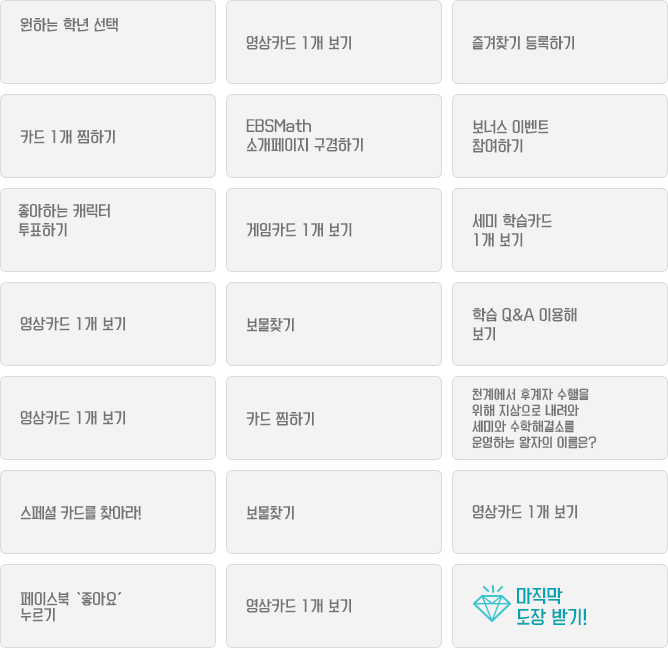 원하는 학년 선택
영상카드 1개 보기
즐겨찾기 등록하기
카드 1개 찜하기
EBSMath
소개페이지 구경하기
보너스 이벤트
참여하기
좋아하는 캐릭터
투표하기
게임카드 1개 보기
세미 학습카드
1개 보기
영상카드 1개 보기
보물찾기
학습 Q&A 이용해
보기
영상카드 1개 보기
카드 찜하기
천계에서 후계자 수행을
위해 지상으로 내려와
세미와 수학해결소를
운영하는 왕자의 이름은?
스페셜 카드를 찾아라!
보물찾기
영상카드 1개 보기
페이스북 `좋아요´
누르기
영상카드 1개 보기
마직막
도장 받기!